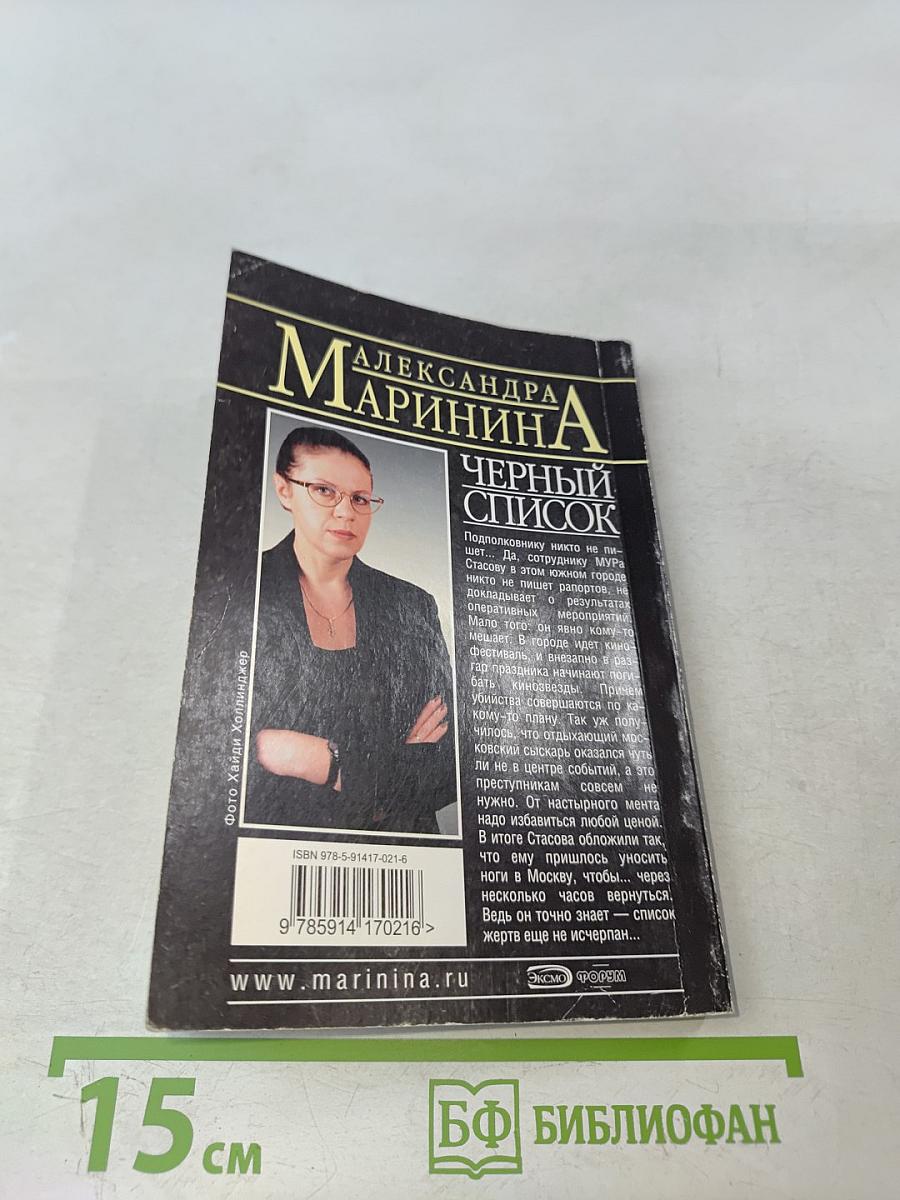 АЛЕКСАНДРА
МАРИНИНА
ЧЕРНЫЙ
СПИСОК
Подполковнику никто не пи-
шет... Да, сотруднику МУРа
Стасову в этом южном городе
никто не пишет рапортов, не
докладывает о результатах
оперативных мероприятий.
Мало того: он явно кому-то
мешает. В городе идет кино-
фестиваль, и внезапно в раз-
гар праздника начинают поги-
бать кинозвезды. Причем
убийства совершаются по ка-
кому-то плану. Так уж полу-
чилось, что отдыхающий мос-
ковский сыскарь оказался чуть
ли не в центре событий, а это
преступникам совсем не
нужно. От настырного мента
надо избавиться любой ценой.
В итоге Стасова обложили так,
что ему пришлось уносить
ноги в Москву, чтобы... через
несколько часов вернуться.
Ведь он точно знает — список
жертв еще не исчерпан...
Фото Хайди Холлинджер
ISBN 978-5-91417-021-6
9 785914 170216 >
www.marinina.ru
ЭКСМО ФОРУМ
15 см
БФ БИБЛИОФАН